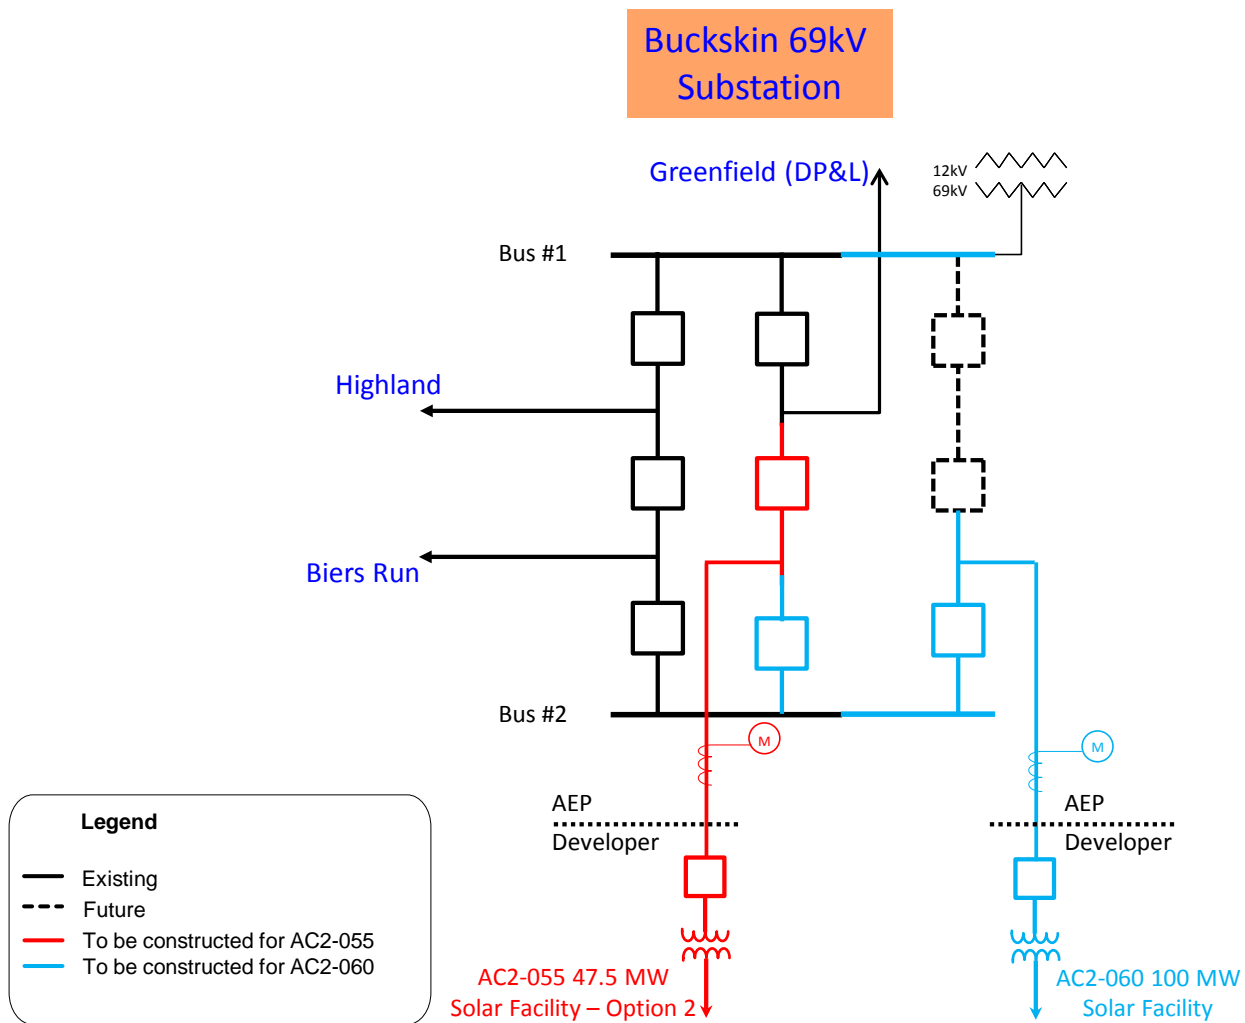 Buckskin 69kV
Substation
Greenfield (DP&L)
12kV
69kV
Bus #1
Highland
Biers Run
Bus #2
M
M
AEP
Developer
AEP
Developer
Legend
Existing
Future
To be constructed for AC2-055
To be constructed for AC2-060
AC2-055 47.5 MW
Solar Facility – Option 2
AC2-060 100 MW
Solar Facility